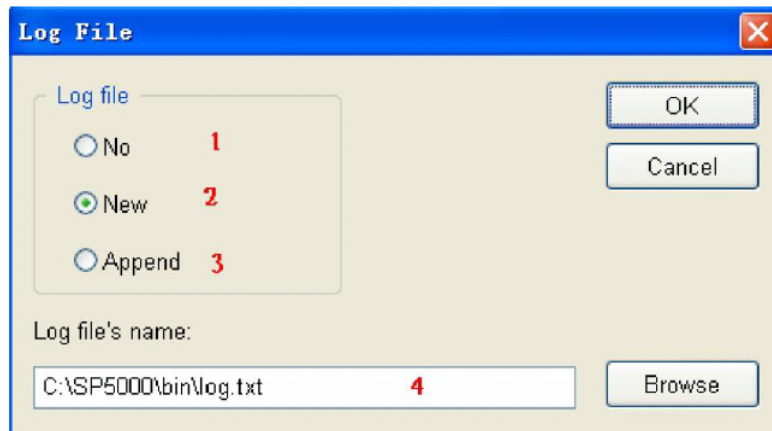 Log File
Log file
No 1
New 2
Append 3
OK
Cancel
Log file's name:
C:\SP5000\bin\log.txt 4
Browse